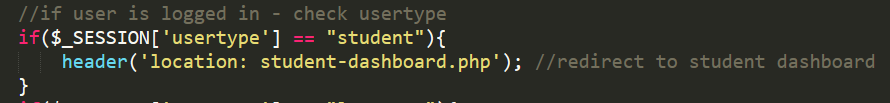 //if user is logged in - check usertype
if($_SESSION['usertype'] == "student"){
header('location: student-dashboard.php'); //redirect to student dashboard
}